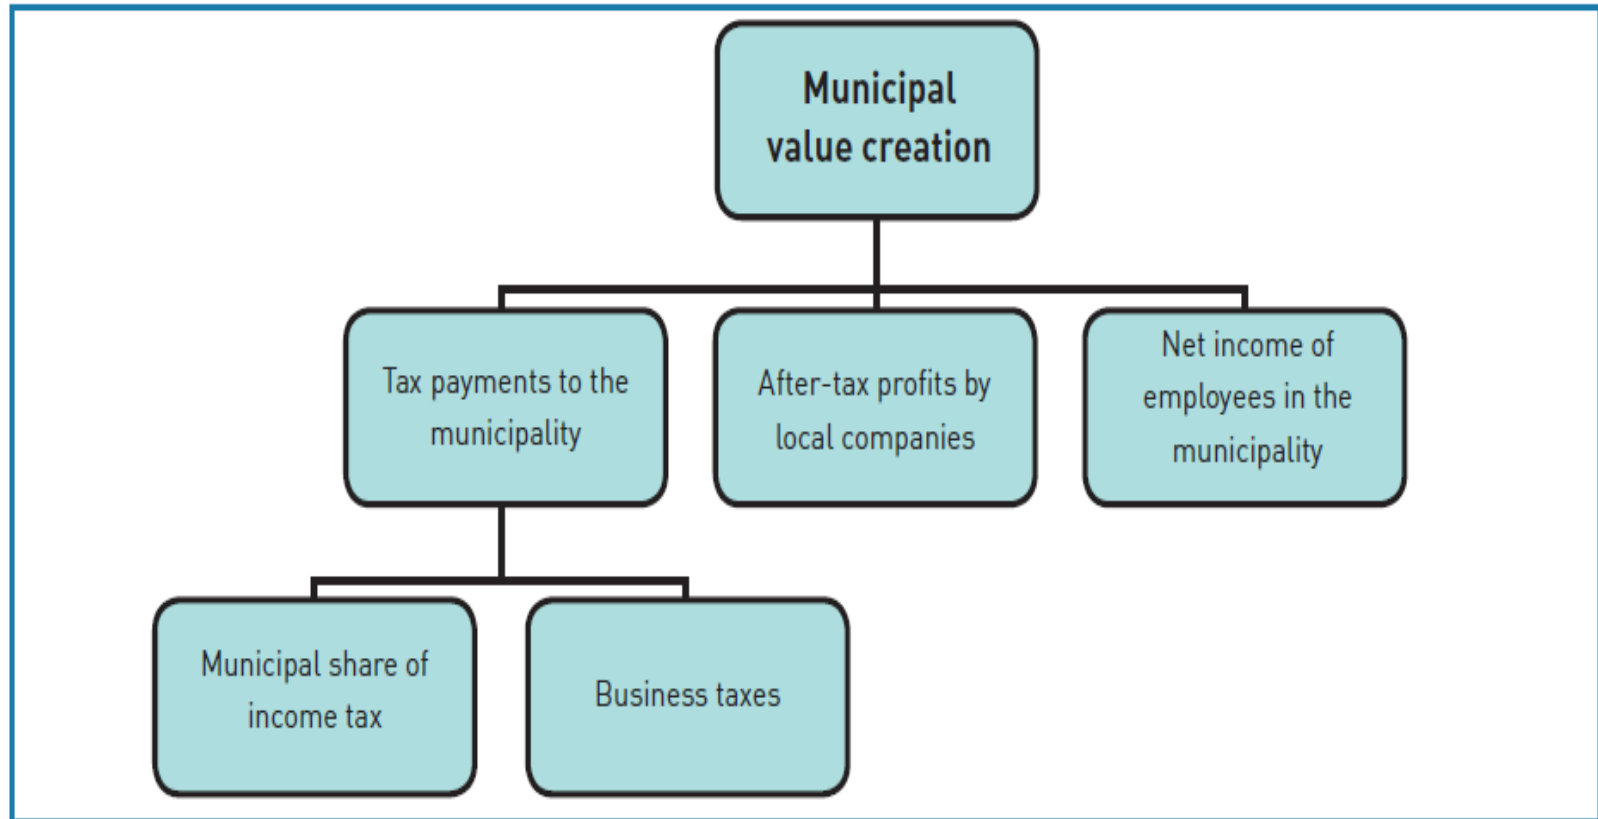 Municipal
value creation
Tax payments to the
municipality
After-tax profits by
local companies
Net income of
employees in the
municipality
Municipal share of
income tax
Business taxes